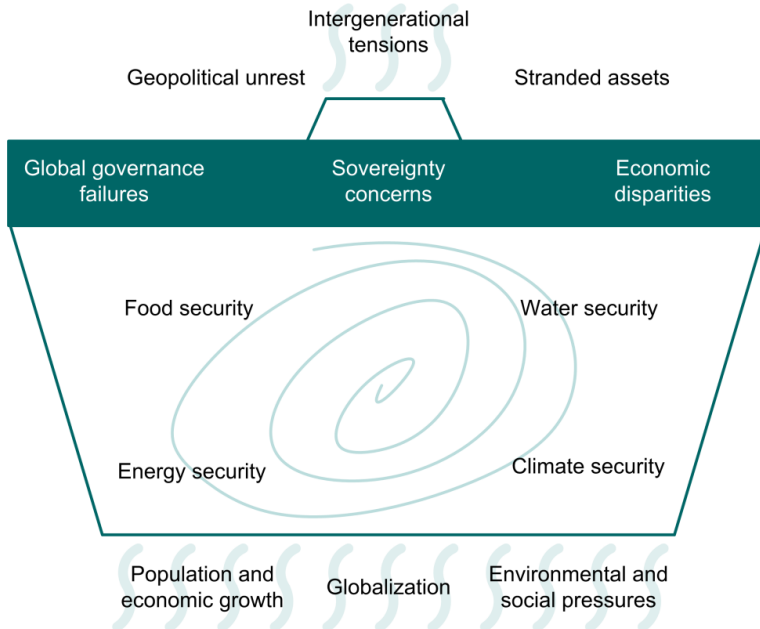 Intergenerational
tensions
Geopolitical unrest
Stranded assets
Global governance
failures
Sovereignty
concerns
Economic
disparities
Food security
Water security
Energy security
Climate security
Population and
economic growth
Globalization
Environmental and
social pressures